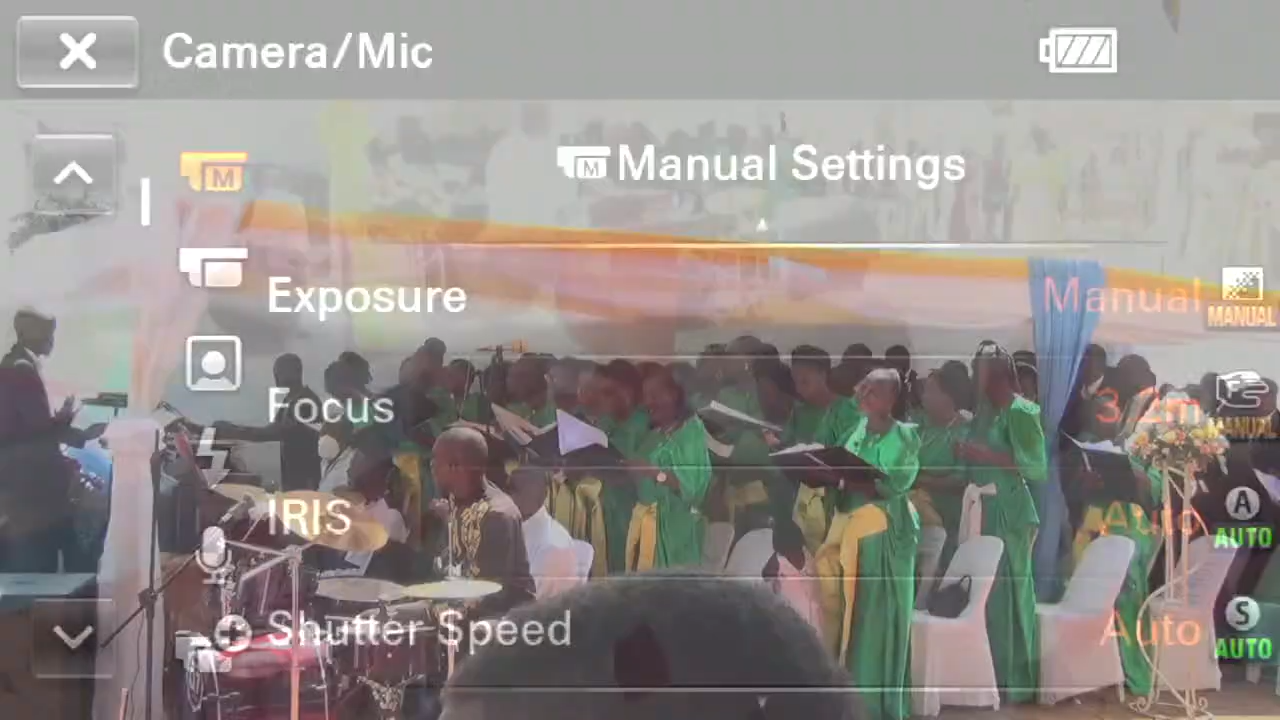 Camera/Mic
M
M Manual Settings
Exposure Manual
MANUAL
Focus
MANUAL
IRIS Auto
A
AUTO
Shutter Speed Auto
S
AUTO